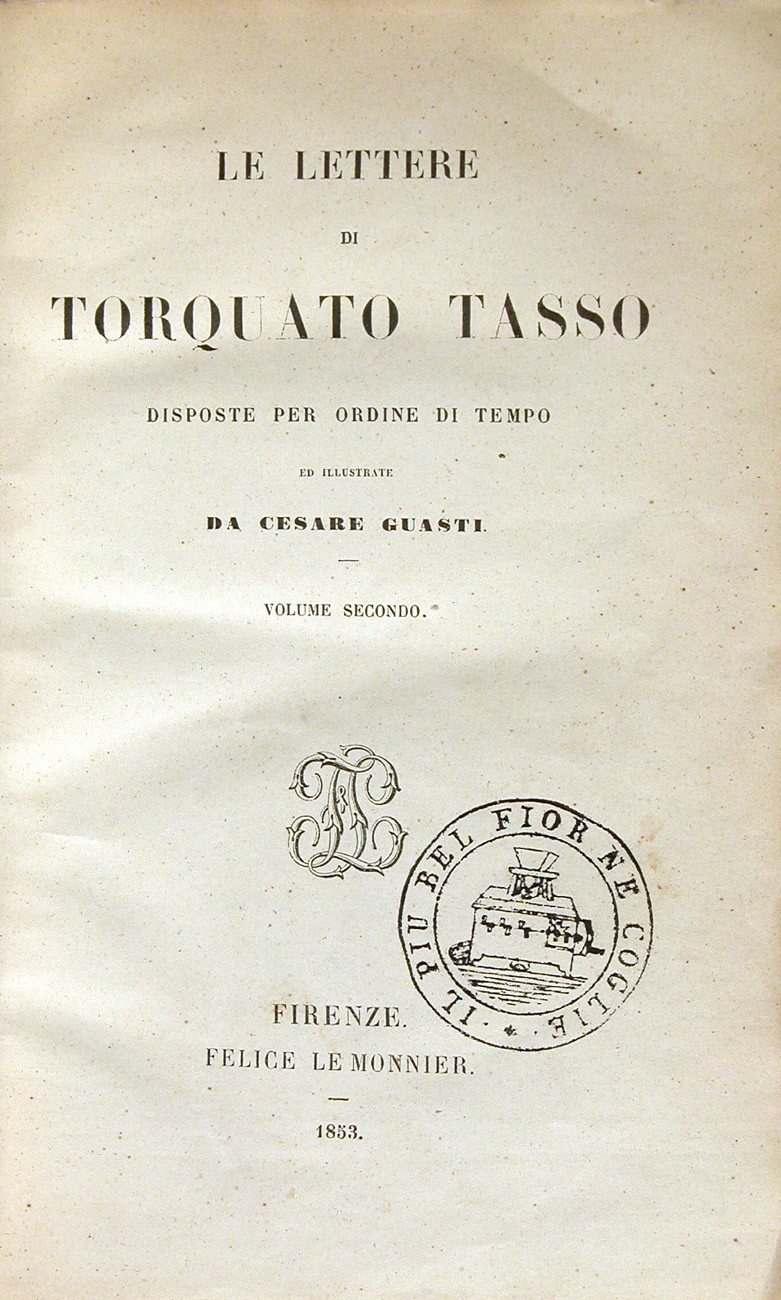 LE LETTERE
DI
TORQUATO TASSO
DISPOSTE PER ORDINE DI TEMPO
ED ILLUSTRATE
DA CESARE GUASTI.
VOLUME SECONDO.
IL PIU BEL FIOR NE COGLIE
FIRENZE.
FELICE LE MONNIER.
1853.